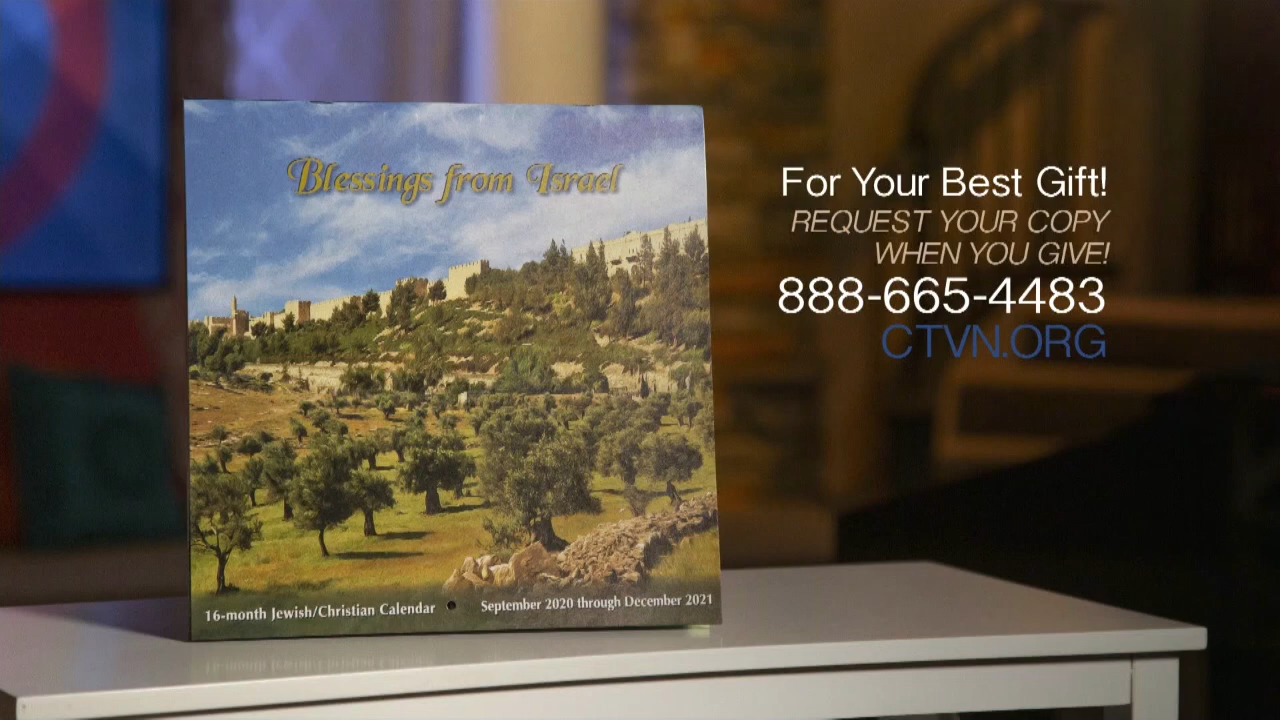 Blessings from Israel
16-month Jewish/Christian Calendar
September 2020 through December 2021
For Your Best Gift!
REQUEST YOUR COPY
WHEN YOU GIVE!
888-665-4483
CTVN.ORG